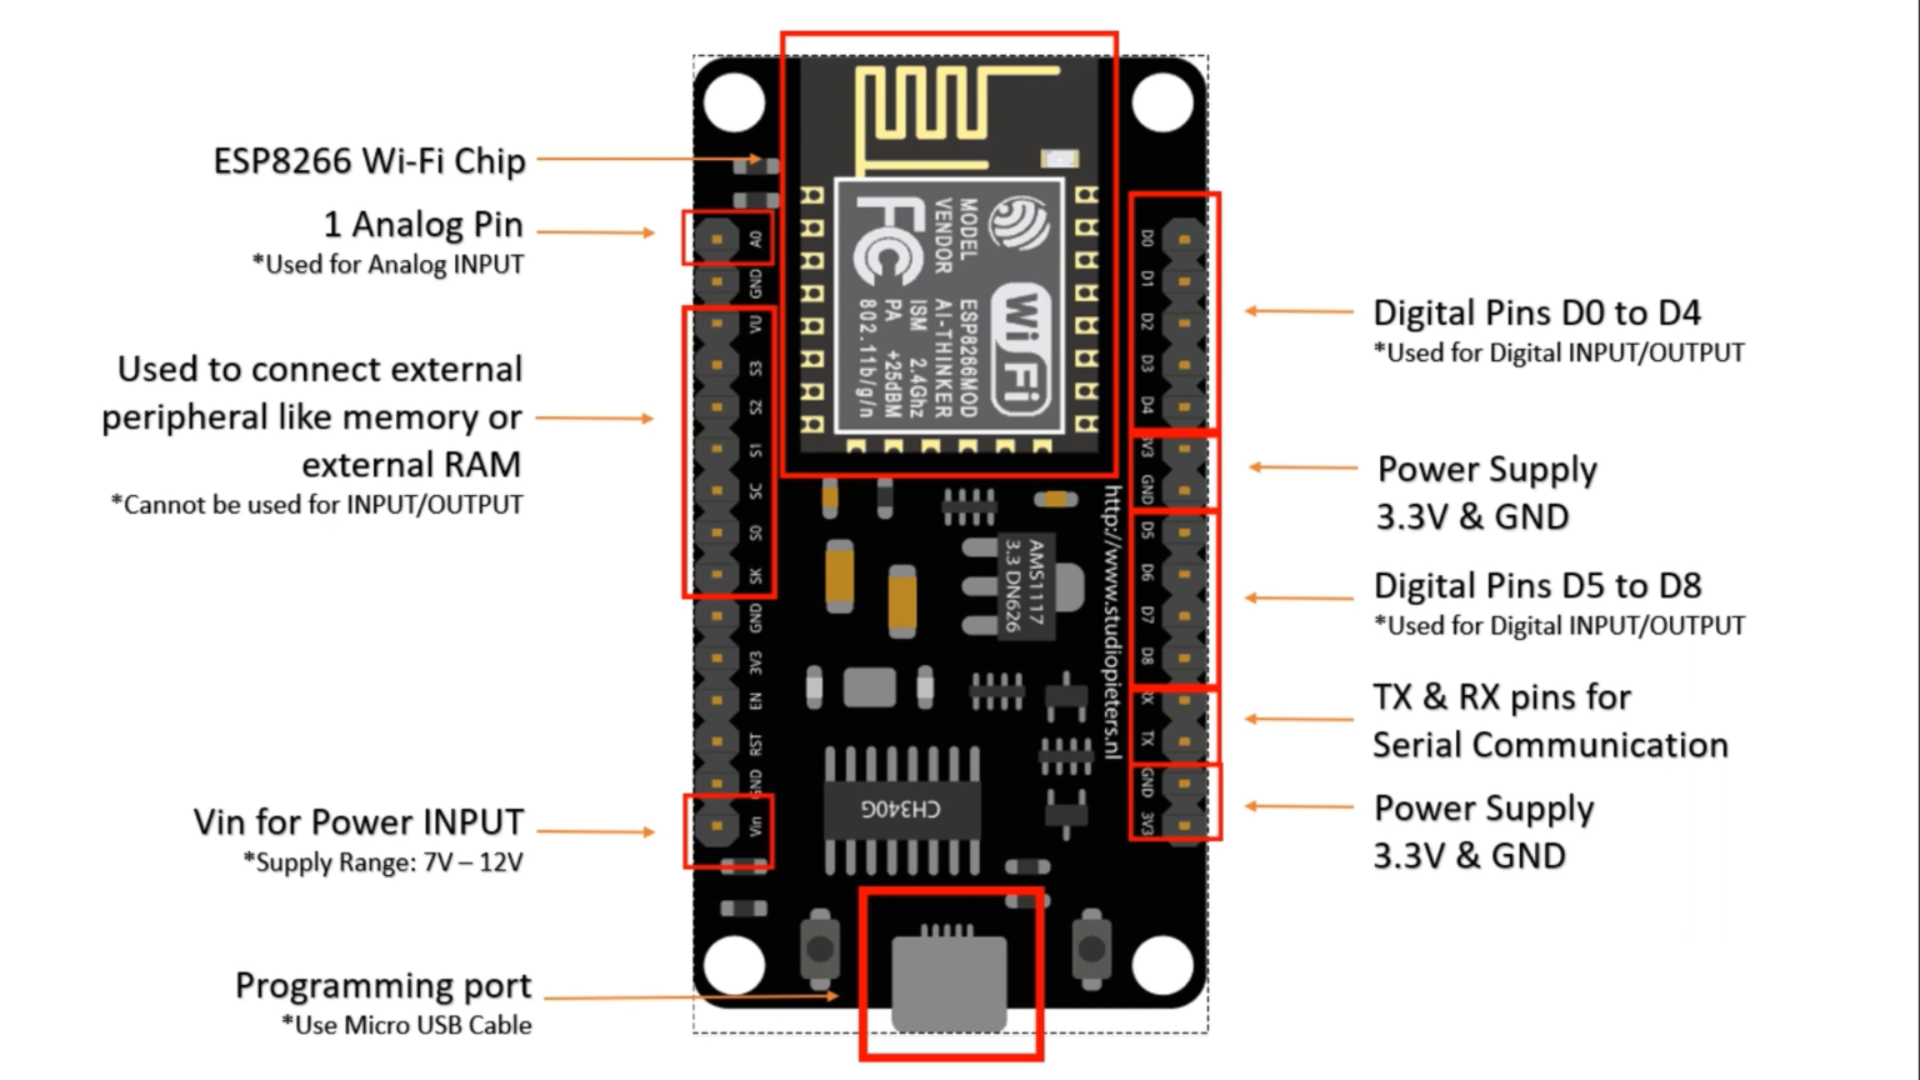 ESP8266 Wi-Fi Chip
1 Analog Pin
*Used for Analog INPUT
Used to connect external
peripheral like memory or
external RAM
*Cannot be used for INPUT/OUTPUT
Vin for Power INPUT
*Supply Range: 7V – 12V
Programming port
*Use Micro USB Cable
A0
GND
VU
S3
S2
S1
SC
S0
SK
GND
3V3
EN
RST
GND
Vin
FC
MODEL
VENDOR
ESP8266MOD
AI-THINKER
ISM 2.4Ghz
PA +25dBM
802.11b/g/n
WiFi
AMS1117
3.3 DN626
http://www.studiopieters.nl
CH340G
D0
D1
D2
D3
D4
3V3
GND
D5
D6
D7
D8
RX
TX
GND
3V3
Digital Pins D0 to D4
*Used for Digital INPUT/OUTPUT
Power Supply
3.3V & GND
Digital Pins D5 to D8
*Used for Digital INPUT/OUTPUT
TX & RX pins for
Serial Communication
Power Supply
3.3V & GND